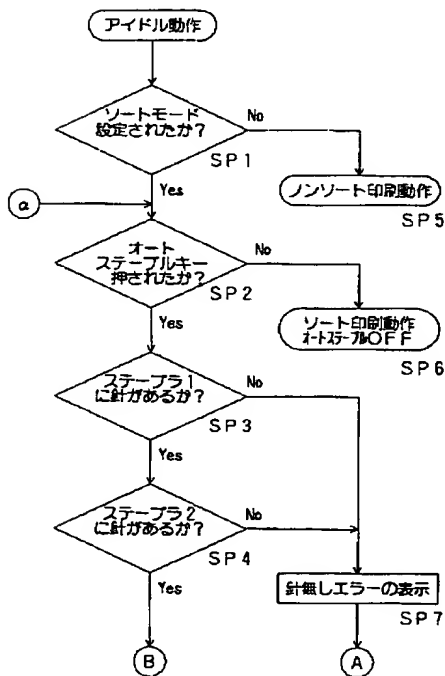 アイドル動作
ソートモード
設定されたか?
No
SP1
Yes
ノンソート印刷動作
SP5
α
オート
ステープルキー
押されたか?
No
SP2
Yes
ソート印刷動作
オートステープルOFF
SP6
ステープラ1
に針があるか?
No
SP3
Yes
ステープラ2
に針があるか?
No
SP4
Yes
針無しエラーの表示
SP7
B
A